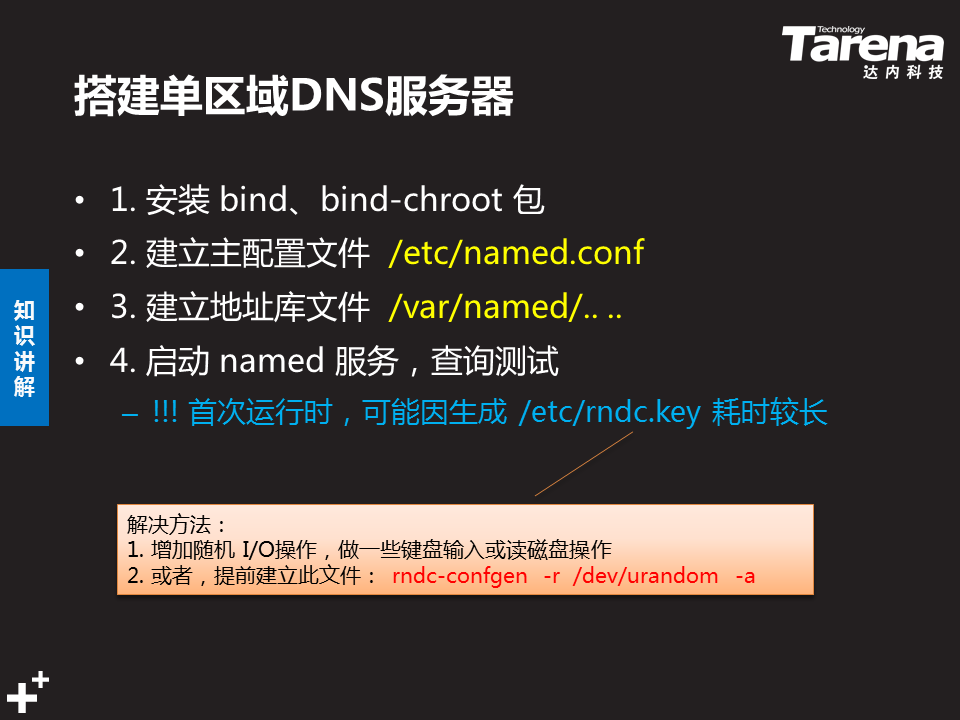 Technology
Tarena
达内科技
搭建单区域DNS服务器
• 1. 安装 bind、bind-chroot 包
• 2. 建立主配置文件 /etc/named.conf
• 3. 建立地址库文件 /var/named/.. ..
• 4. 启动 named 服务，查询测试
– !!! 首次运行时，可能因生成 /etc/rndc.key 耗时较长
知识讲解
解决方法：
1. 增加随机 I/O操作，做一些键盘输入或读磁盘操作
2. 或者，提前建立此文件： rndc-confgen -r /dev/urandom -a